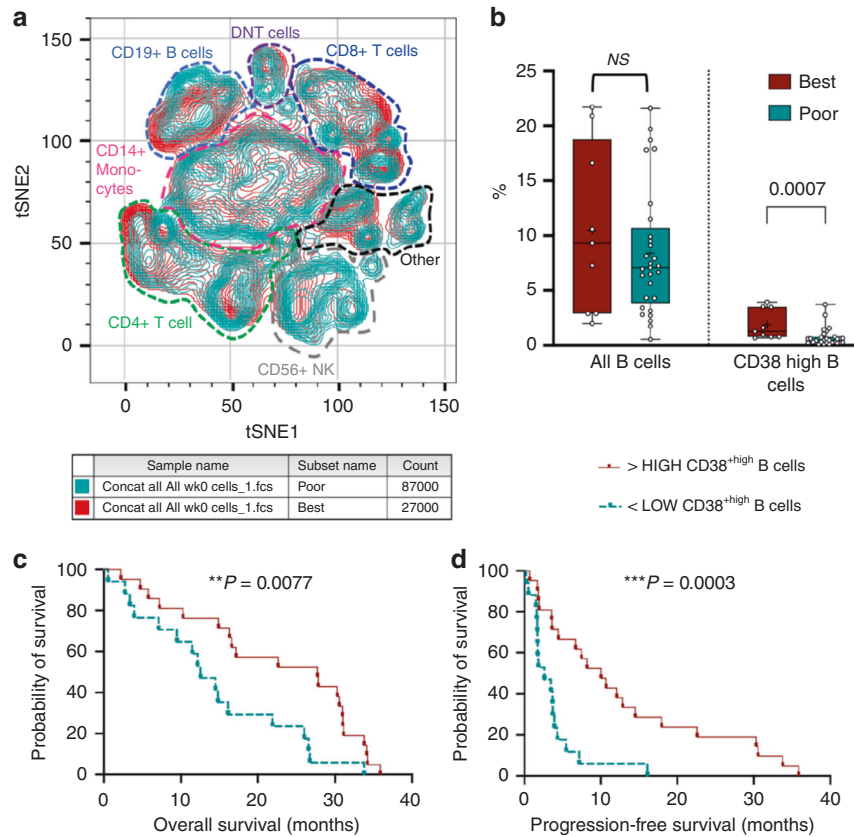 a
DNT cells
CD19+ B cells
CD8+ T cells
150
100
50
0
tSNE2
CD14+
Mono-
cytes
Other
CD4+ T cell
CD56+ NK
0
50
100
150
tSNE1
Sample name Subset name Count
Concat all All wk0 cells_1.fcs Poor 87000
Concat all All wk0 cells_1.fcs Best 27000
b
NS
Best
Poor
25
20
15
10
5
0
%
0.0007
All B cells
CD38 high B
cells
> HIGH CD38+high B cells
< LOW CD38+high B cells
c
**P = 0.0077
100
80
60
40
20
0
Probability of survival
0 10 20 30 40
Overall survival (months)
d
***P = 0.0003
100
80
60
40
20
0
Probability of survival
0 10 20 30 40
Progression-free survival (months)